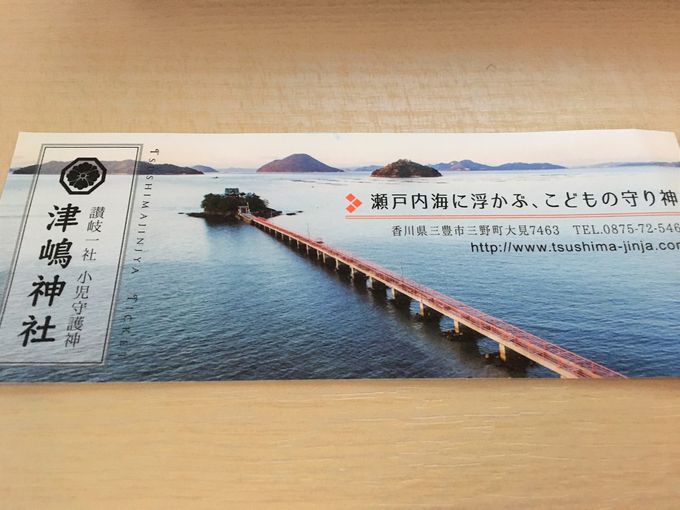 讃岐一社 小児守護神
津嶋神社
TSUSHIMAJINJYA TICKET
瀬戸内海に浮かぶ、こどもの守り神
香川県三豊市三野町大見7463 TEL.0875-72-546
http://www.tsushima-jinja.com